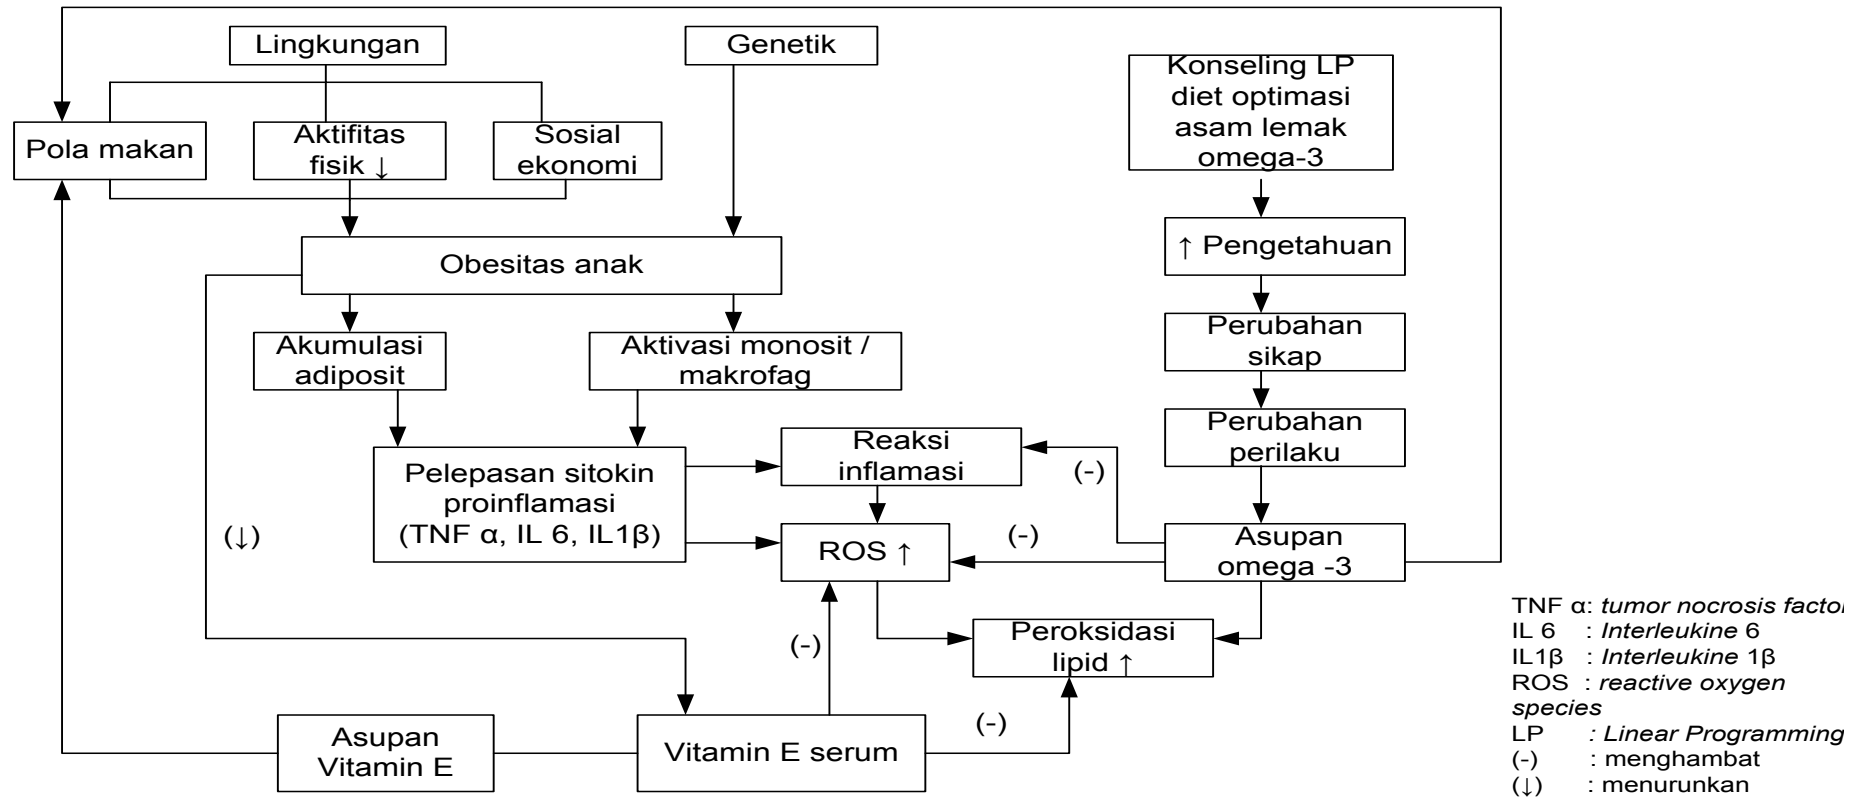 Lingkungan
Genetik
Konseling LP
diet optimasi
asam lemak
omega-3
Pola makan
Aktifitas
fisik ↓
Sosial
ekonomi
↑ Pengetahuan
Obesitas anak
Perubahan
sikap
Akumulasi
adiposit
Aktivasi monosit /
makrofag
Perubahan
perilaku
Reaksi
inflamasi
(-)
Pelepasan sitokin
proinflamasi
(TNF α, IL 6, IL1β)
(↓)
ROS ↑
(-)
Asupan
omega -3
(-)
Peroksidasi
lipid ↑
Asupan
Vitamin E
Vitamin E serum
(-)
TNF α: tumor nocrosis factor
IL 6 : Interleukine 6
IL1β : Interleukine 1β
ROS : reactive oxygen
species
LP : Linear Programming
(-) : menghambat
(↓) : menurunkan